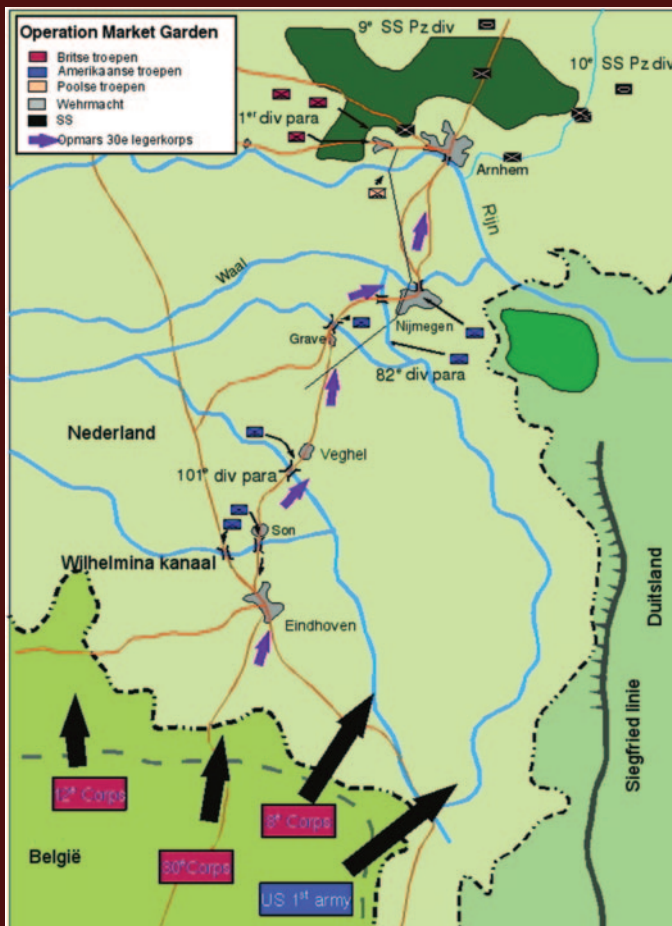 Operation Market Garden
Britse troepen
Amerikaanse troepen
Poolse troepen
Wehrmacht
SS
Opmars 30e legerkorps
9e SS Pz div
10e SS Pz div
1er div para
Arnhem
Rijn
Waal
Nijmegen
Grave
82e div para
Nederland
Veghel
101e div para
Son
Wilhelmina kanaal
Eindhoven
Duitsland
Siegfried linie
12e Corps
8e Corps
30e Corps
België
US 1st army